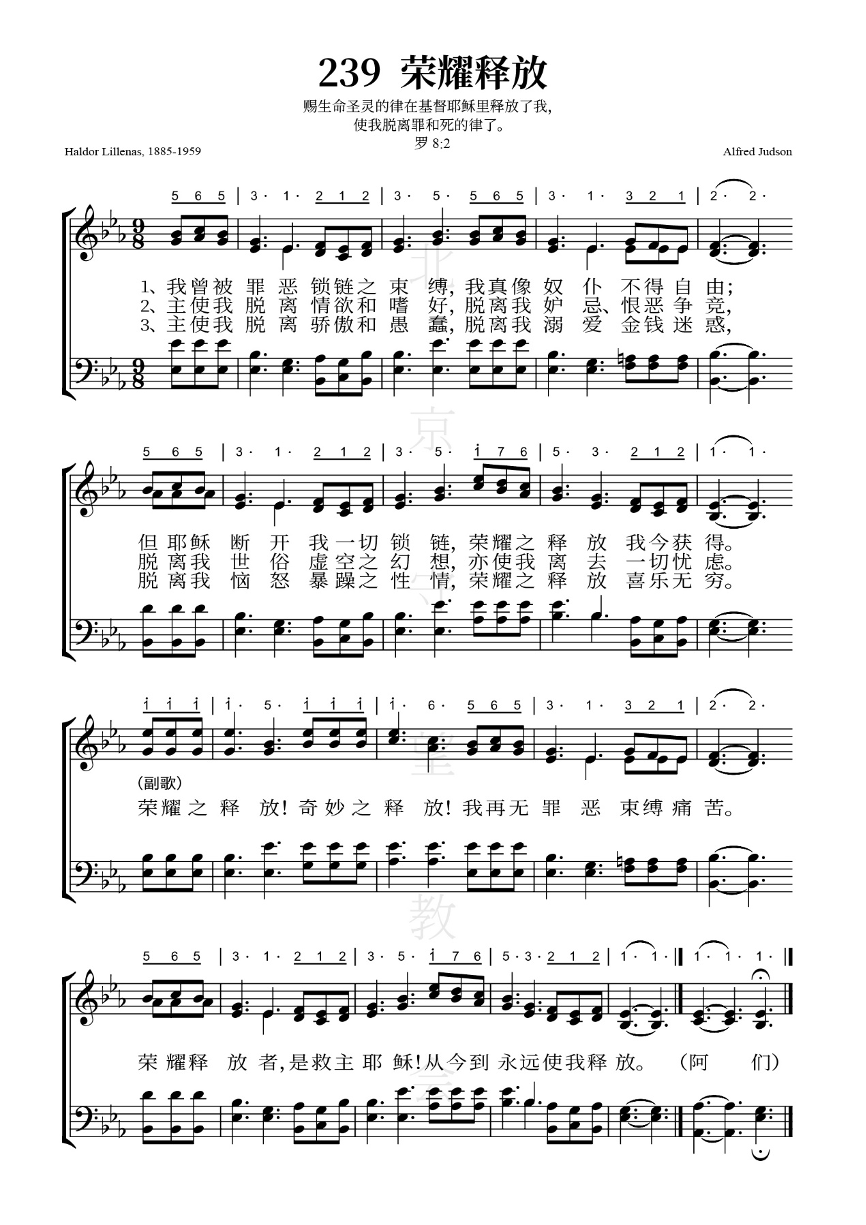 239 荣耀释放
赐生命圣灵的律在基督耶稣里释放了我,
使我脱离罪和死的律了。
罗 8:2
Haldor Lillenas, 1885-1959 Alfred Judson
5 6 5 | 3· 1· 2 1 2 | 3· 5· 5 6 5 | 3· 1· 3 2 1 | 2· 2·
1、我曾被 罪 恶 锁链之 束 缚, 我真像 奴 仆 不得自 由;
2、主使我 脱 离 情欲和 嗜 好, 脱离我 妒 忌、恨恶争 竞,
3、主使我 脱 离 骄傲和 愚 蠢, 脱离我 溺 爱 金钱迷 惑,
北
京
5 6 5 | 3· 1· 2 1 2 | 3· 5· i 7 6 | 5· 3· 2 1 2 | 1· 1·
但耶稣 断 开 我一切 锁 链, 荣耀之 释 放 我今获 得。
脱离我 世 俗 虚空之 幻 想, 亦使我 离 去 一切忧 虑。
脱离我 恼 怒 暴躁之 性 情, 荣耀之 释 放 喜乐无 穷。
守
i i i | i· 5· i i i | i· 6· 5 6 5 | 3· 1· 3 2 1 | 2· 2·
望
(副歌)
荣耀之 释 放! 奇妙之 释 放! 我再无 罪 恶 束缚痛 苦。
教
5 6 5 | 3· 1· 2 1 2 | 3· 5· i 7 6 | 5· 3· 2 1 2 | 1· 1· || 1· 1· 1· ||
荣耀释 放 者, 是救主 耶 稣! 从今到 永远使我释 放。 (阿 们)
会